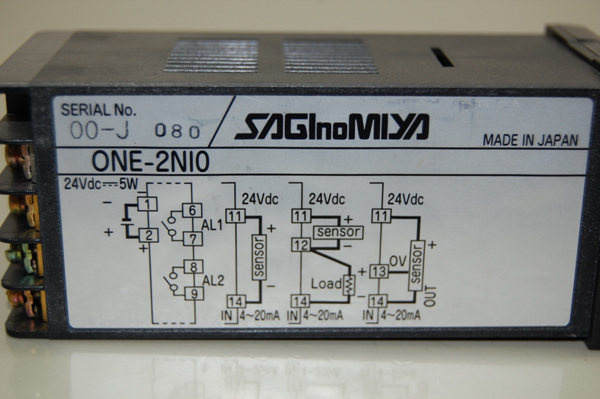 SERIAL No.
00-J 080
SAGInoMIYA
MADE IN JAPAN
ONE-2NIO
24Vdc⎓5W
- 1
+ 2
+
6
7
AL1
8
9
AL2
24Vdc
11
+
sensor
-
14
IN 4~20mA
24Vdc
11
+
sensor
12
-
Load
+
-
14
IN 4~20mA
24Vdc
11
+
sensor
0V
13
OUT
14
IN 4~20mA